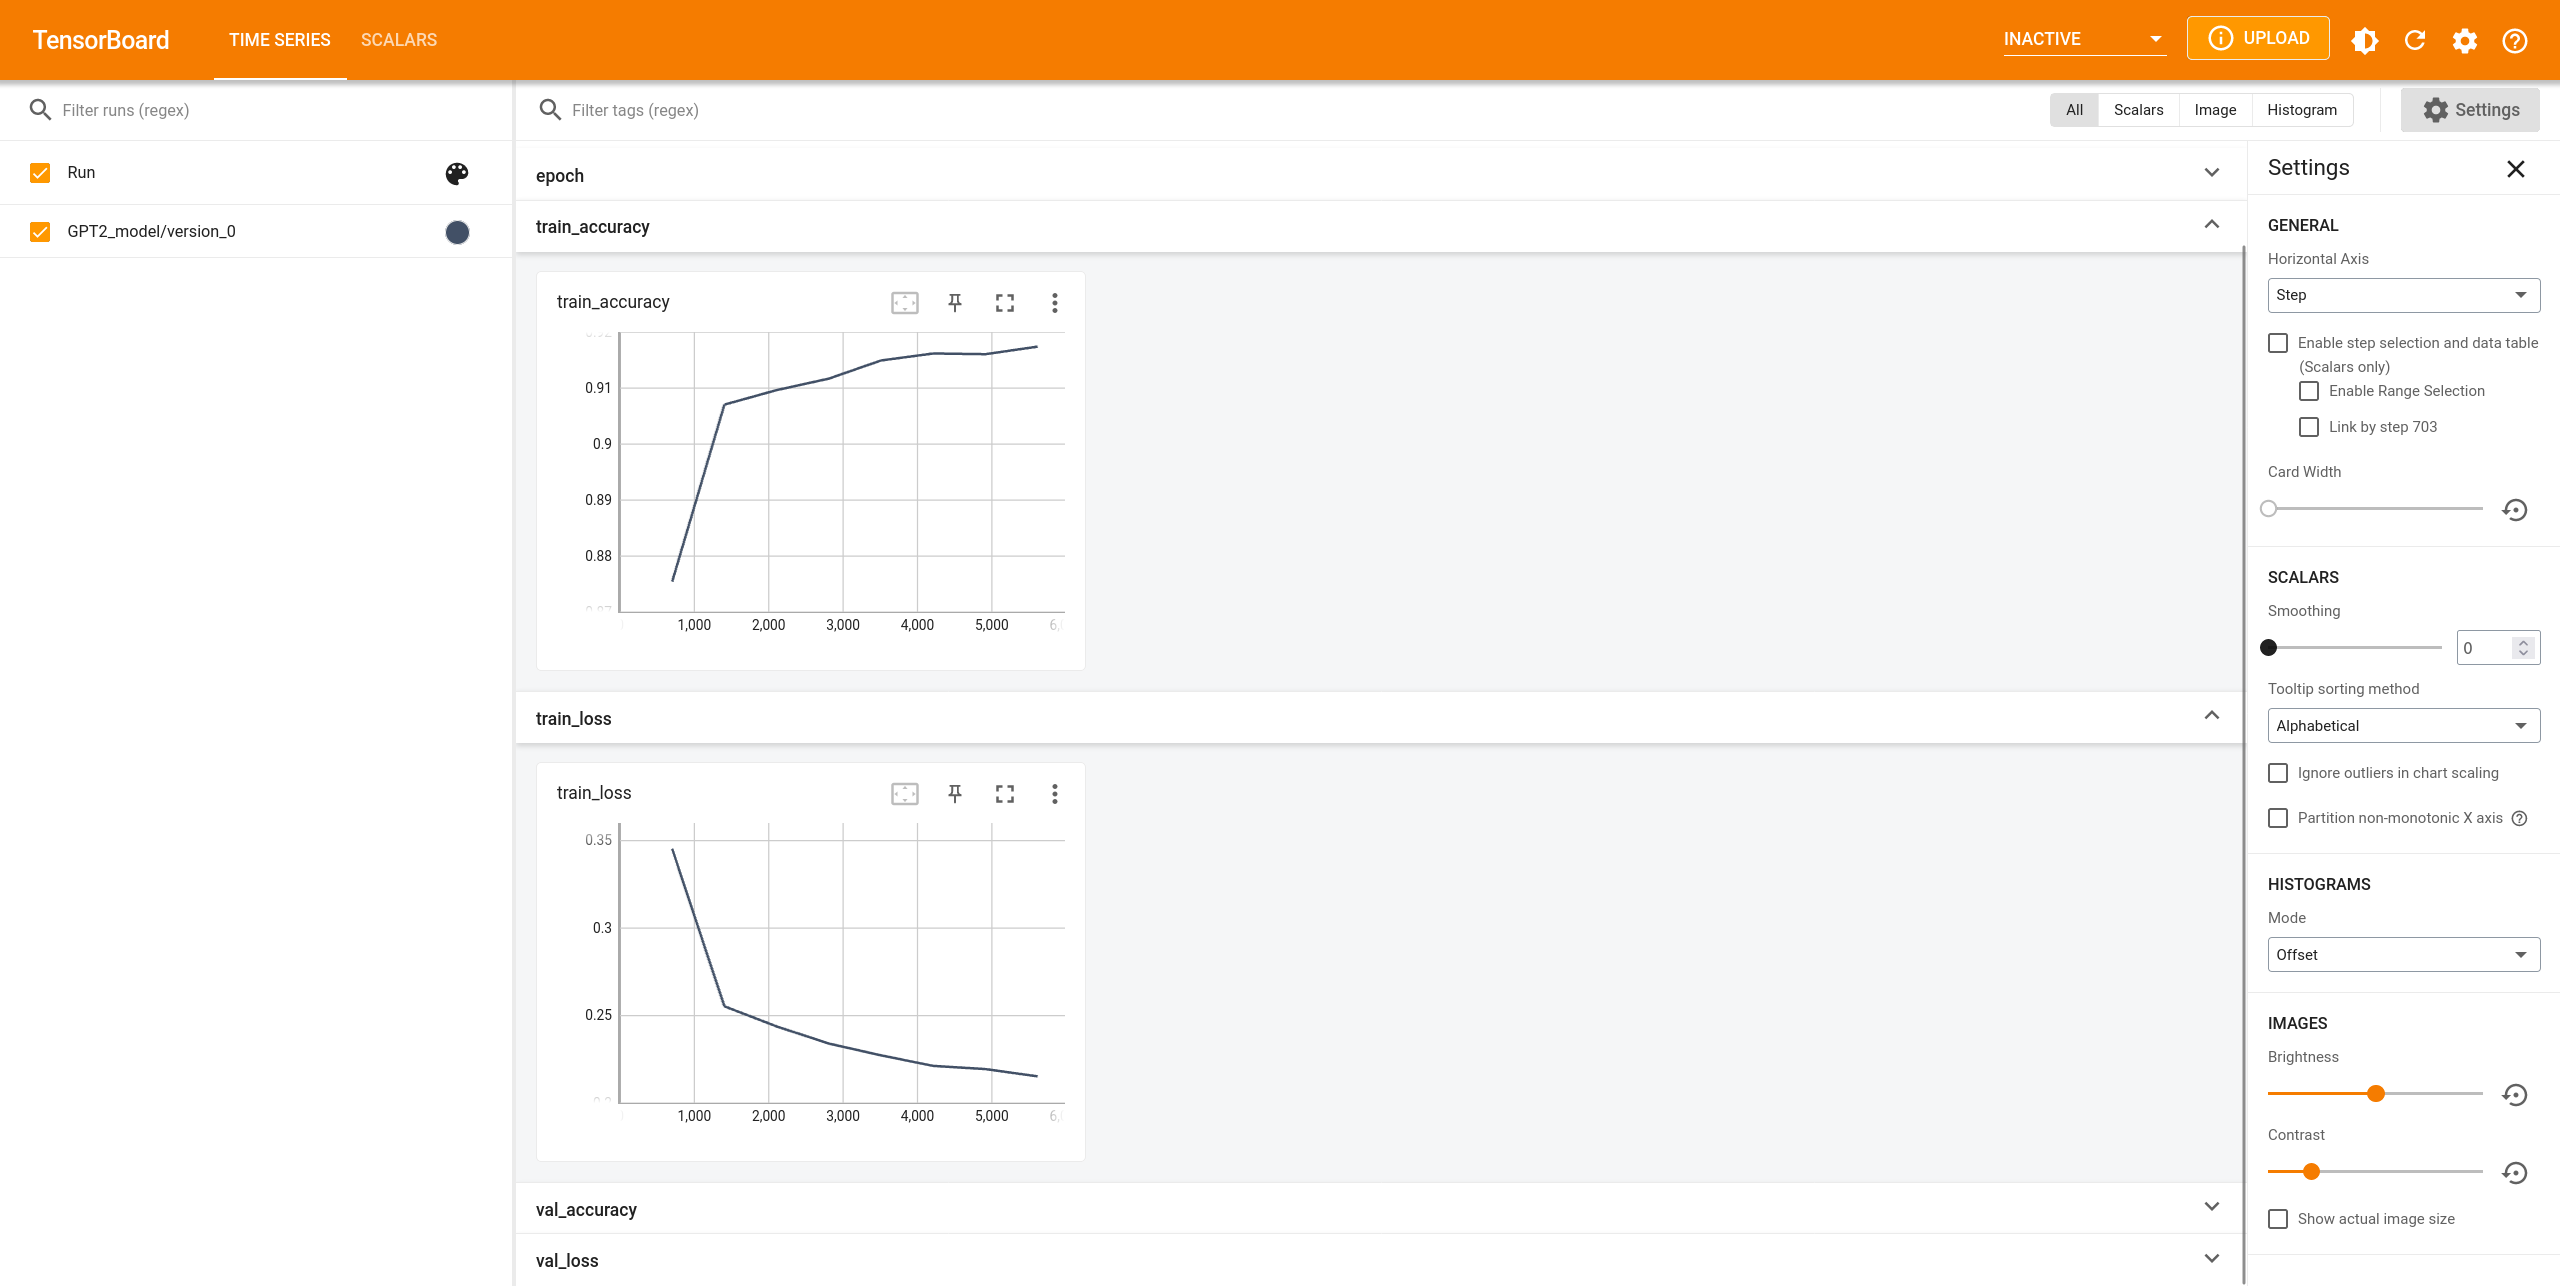 TensorBoard
TIME SERIES
SCALARS
INACTIVE
UPLOAD
Filter runs (regex)
Filter tags (regex)
All
Scalars
Image
Histogram
Settings
Run
GPT2_model/version_0
epoch
train_accuracy
train_accuracy
0.91
0.9
0.89
0.88
1,000
2,000
3,000
4,000
5,000
train_loss
train_loss
0.35
0.3
0.25
1,000
2,000
3,000
4,000
5,000
val_accuracy
val_loss
Settings
GENERAL
Horizontal Axis
Step
Enable step selection and data table
(Scalars only)
Enable Range Selection
Link by step 703
Card Width
SCALARS
Smoothing
0
Tooltip sorting method
Alphabetical
Ignore outliers in chart scaling
Partition non-monotonic X axis
HISTOGRAMS
Mode
Offset
IMAGES
Brightness
Contrast
Show actual image size